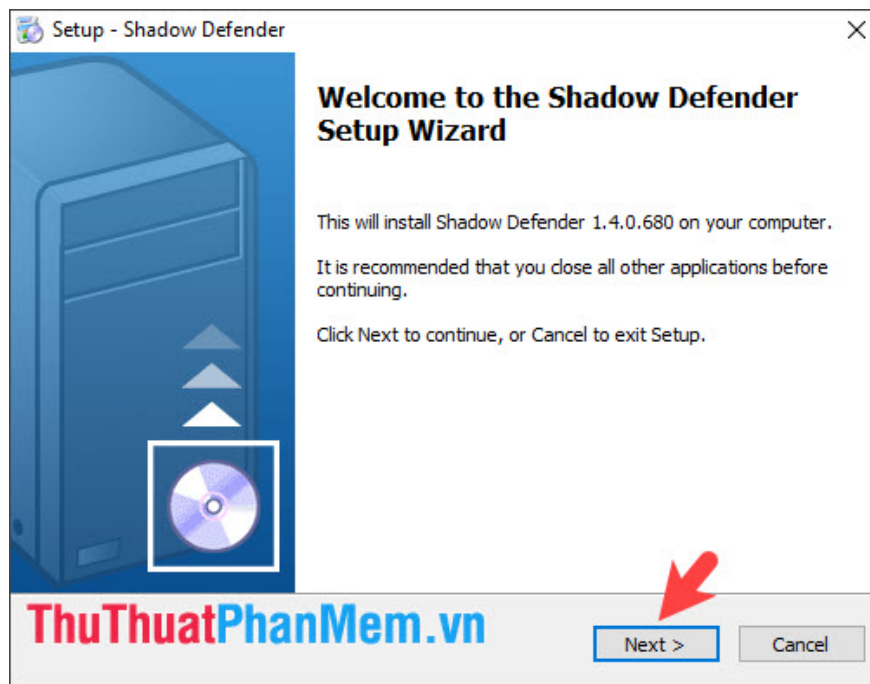 Setup - Shadow Defender
Welcome to the Shadow Defender
Setup Wizard
This will install Shadow Defender 1.4.0.680 on your computer.
It is recommended that you close all other applications before
continuing.
Click Next to continue, or Cancel to exit Setup.
ThuThuatPhanMem.vn
Next >
Cancel